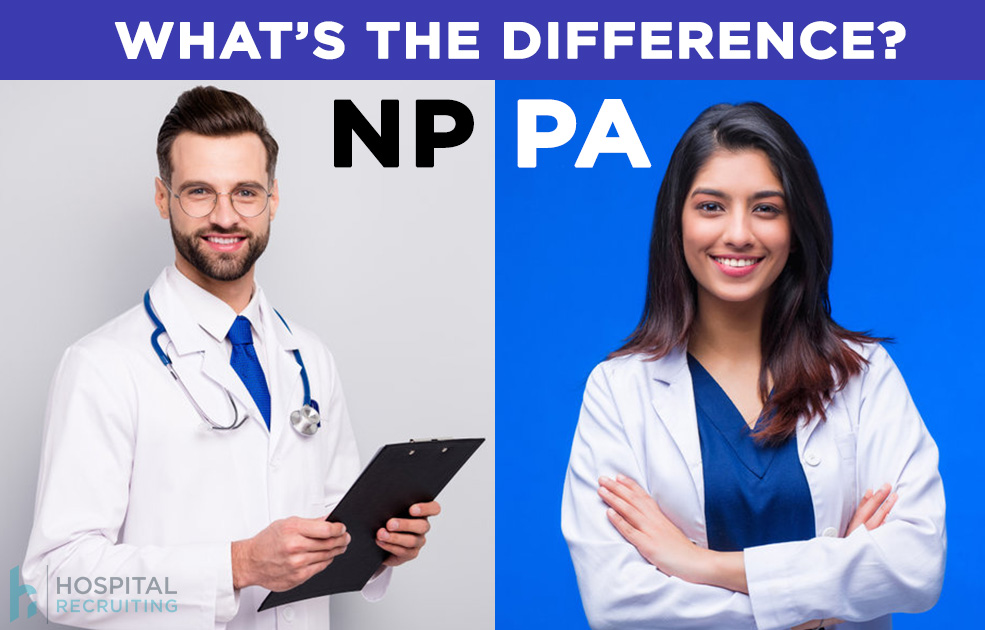 WHAT'S THE DIFFERENCE?
NP PA
HOSPITAL
RECRUITING